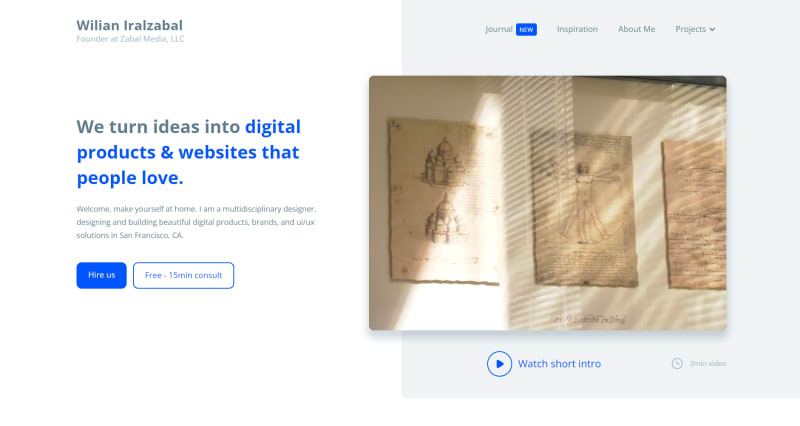 Wilian Iralzabal
Founder at Zabal Media, LLC
Journal NEW Inspiration About Me Projects
We turn ideas into digital
products & websites that
people love.
Welcome, make yourself at home. I am a multidisciplinary designer,
designing and building beautiful digital products, brands, and ui/ux
solutions in San Francisco, CA.
Hire us Free - 15min consult
Watch short intro 2min video